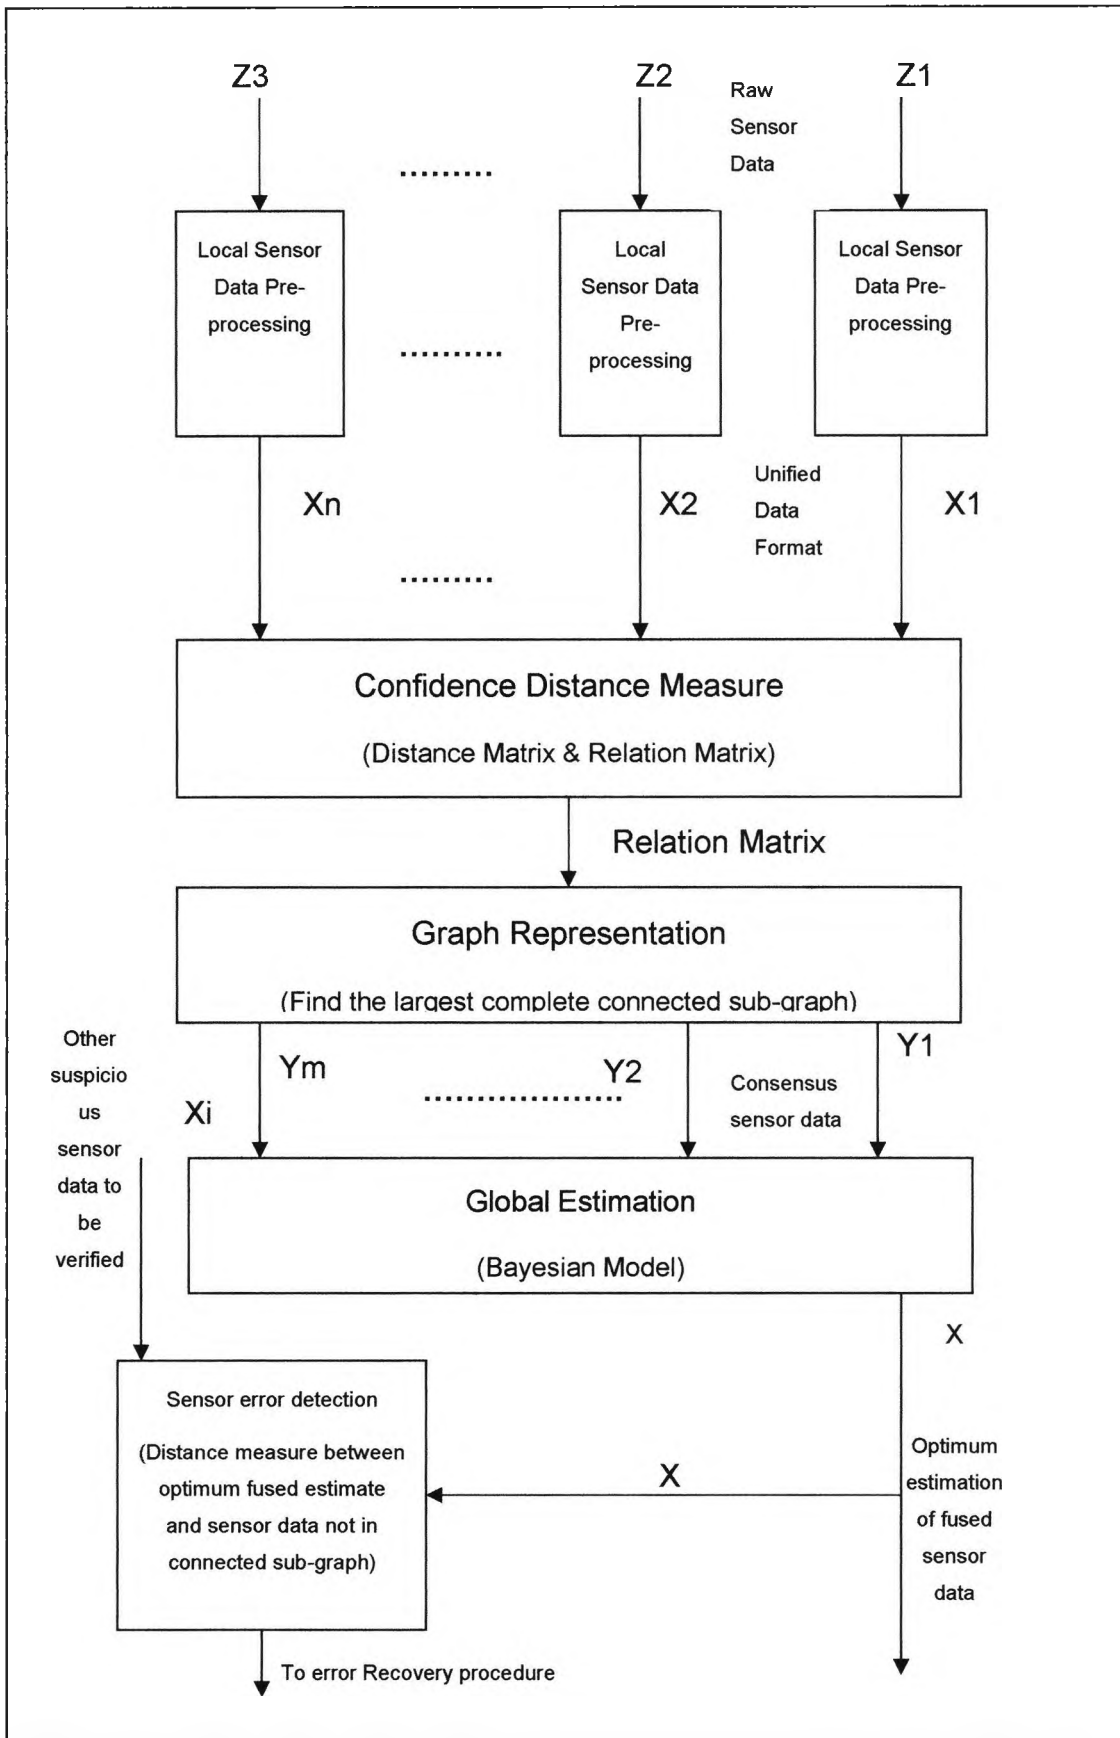 Z3
Z2
Z1
Raw
Sensor
Data
.........
Local Sensor
Data Pre-
processing
Local
Sensor Data
Pre-
processing
Local Sensor
Data Pre-
processing
..........
Xn
X2
Unified
Data
Format
X1
.........
Confidence Distance Measure
(Distance Matrix & Relation Matrix)
Relation Matrix
Graph Representation
(Find the largest complete connected sub-graph)
Other
suspicio
us
sensor
data to
be
verified
Xi
Ym
...................
Y2
Consensus
sensor data
Y1
Global Estimation
(Bayesian Model)
X
Sensor error detection
(Distance measure between
optimum fused estimate
and sensor data not in
connected sub-graph)
X
Optimum
estimation
of fused
sensor
data
To error Recovery procedure